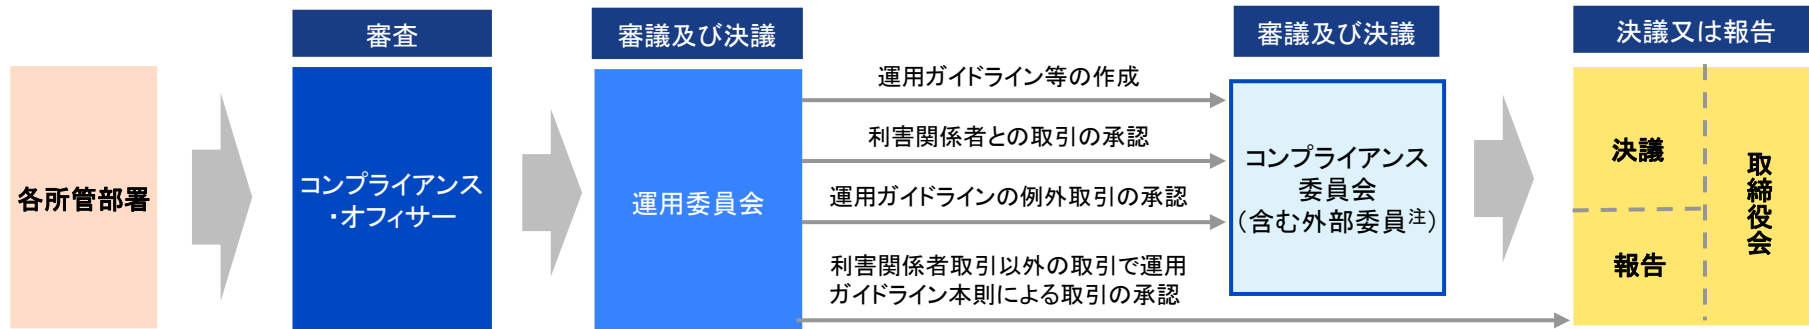 各所管部署
審査
コンプライアンス
・オフィサー
審議及び決議
運用委員会
運用ガイドライン等の作成
利害関係者との取引の承認
運用ガイドラインの例外取引の承認
利害関係者取引以外の取引で運用
ガイドライン本則による取引の承認
審議及び決議
コンプライアンス
委員会
（含む外部委員注）
決議又は報告
決議
報告
取締役会